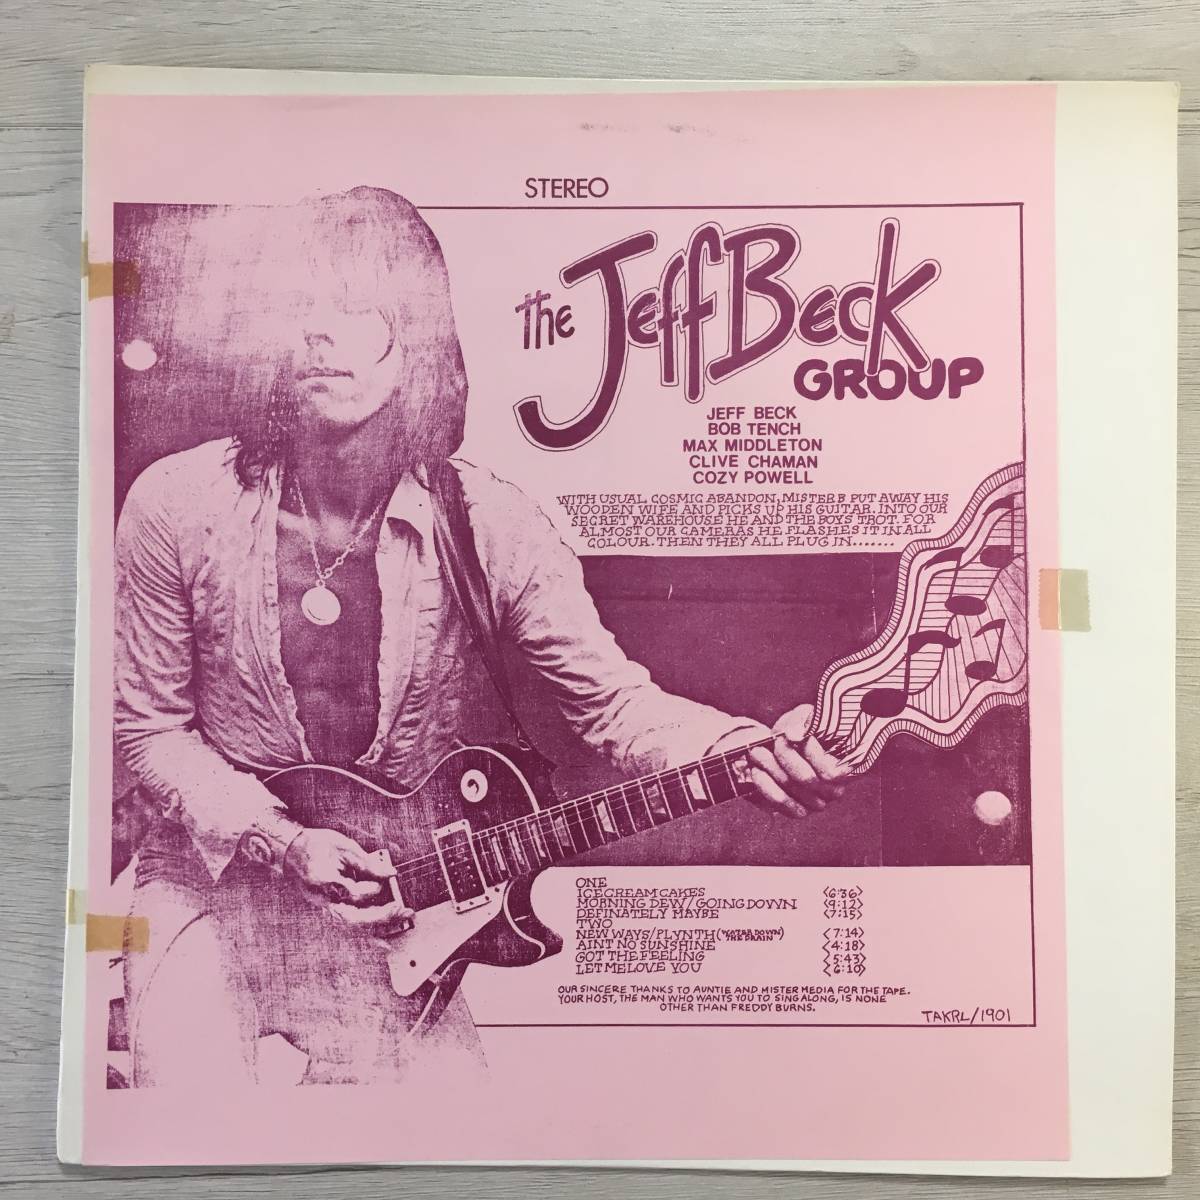 STEREO
the Jeff Beck
GROUP
JEFF BECK
BOB TENCH
MAX MIDDLETON
CLIVE CHAMAN
COZY POWELL
WITH USUAL COSMIC ABANDON, MISTER B PUT AWAY HIS
WOODEN WIFE AND PICKS UP HIS GUITAR. INTO OUR
SECRET WAREHOUSE HE AND THE BOYS TROT. FOR
ALMOST OUR CAMERAS HE FLASHES IT IN ALL
COLOUR. THEN THEY ALL PLUG IN.......
ONE
ICE CREAM CAKES <6:36>
MORNING DEW/GOING DOWN <9:12>
DEFINATELY MAYBE <7:15>
TWO
NEW WAYS/PLYNTH ("WATER DOWN THE DRAIN") <7:14>
AINT NO SUNSHINE <4:18>
GOT THE FEELING <5:43>
LET ME LOVE YOU <6:10>
OUR SINCERE THANKS TO AUNTIE AND MISTER MEDIA FOR THE TAPE.
YOUR HOST, THE MAN WHO WANTS YOU TO SING ALONG, IS NONE
OTHER THAN FREDDY BURNS.
TAKRL/1901